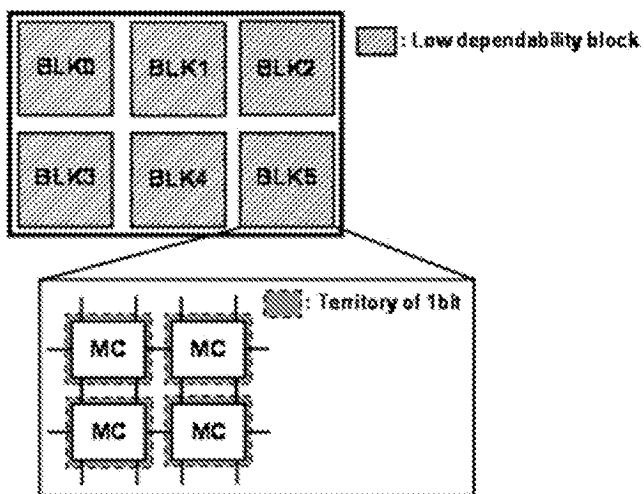 BLK0 BLK1 BLK2
: Low dependability block
BLK3 BLK4 BLK5
: Territory of 1bit
MC MC
MC MC